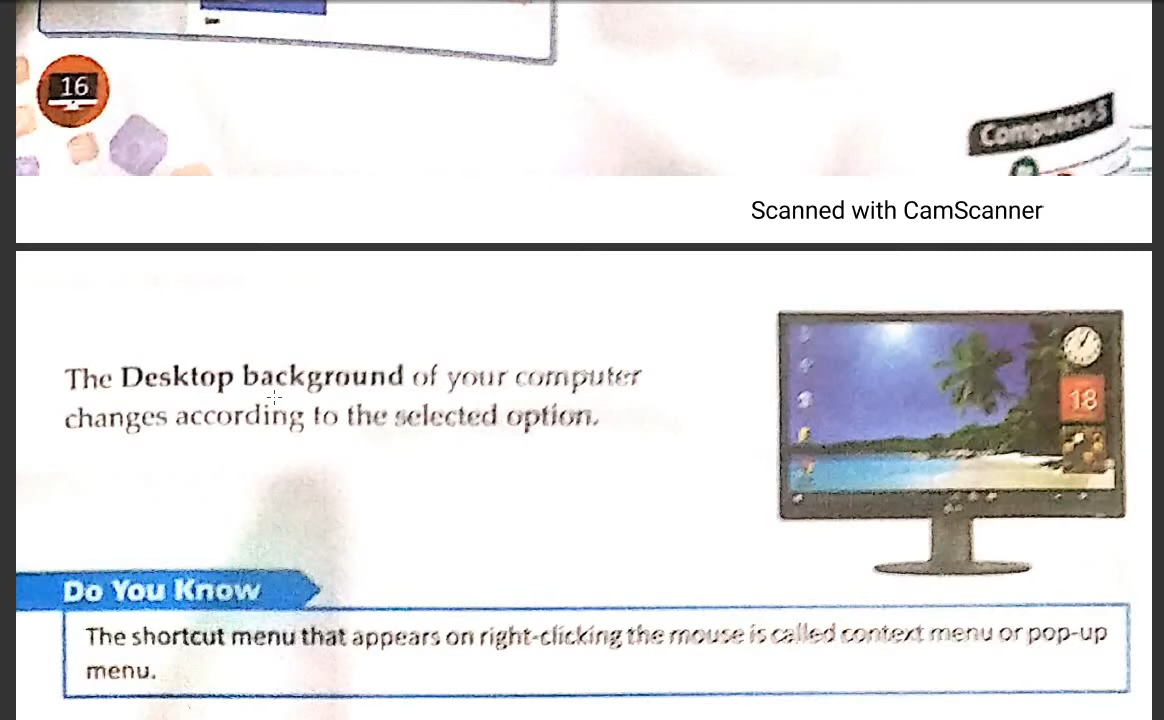 16
Computers-5
Scanned with CamScanner
The Desktop background of your computer
changes according to the selected option.
18
Do You Know
The shortcut menu that appears on right-clicking the mouse is called context menu or pop-up
menu.